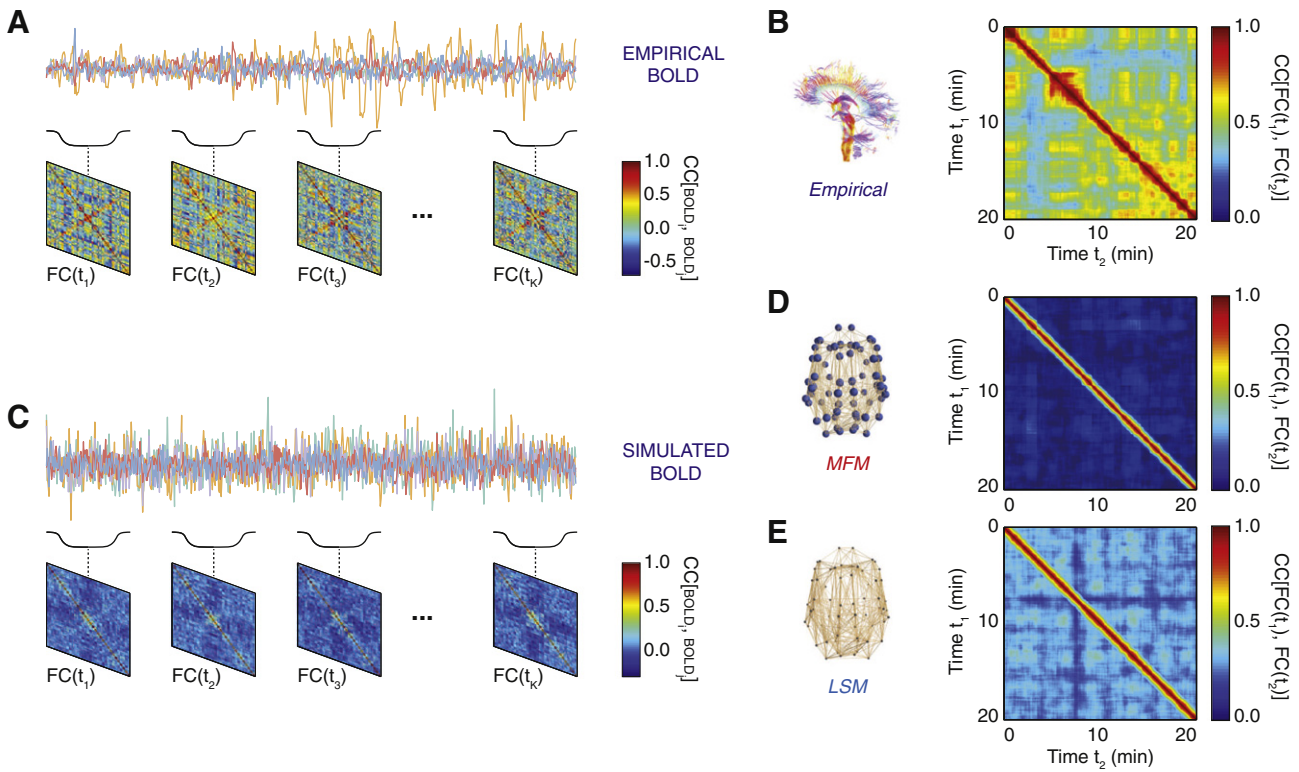 A
EMPIRICAL
BOLD
FC(t₁)
FC(t₂)
FC(t₃)
...
FC(t_K)
1.0
0.5
0.0
-0.5
CC[BOLD_i, BOLD_j]
B
Empirical
0
10
20
Time t₁ (min)
0
10
20
Time t₂ (min)
1.0
0.5
0.0
CC[FC(t₁), FC(t₂)]
C
SIMULATED
BOLD
FC(t₁)
FC(t₂)
FC(t₃)
...
FC(t_K)
1.0
0.5
0.0
CC[BOLD_i, BOLD_j]
D
MFM
0
10
20
Time t₁ (min)
0
10
20
1.0
0.5
0.0
CC[FC(t₁), FC(t₂)]
E
LSM
0
10
20
Time t₁ (min)
0
10
20
Time t₂ (min)
1.0
0.5
0.0
CC[FC(t₁), FC(t₂)]